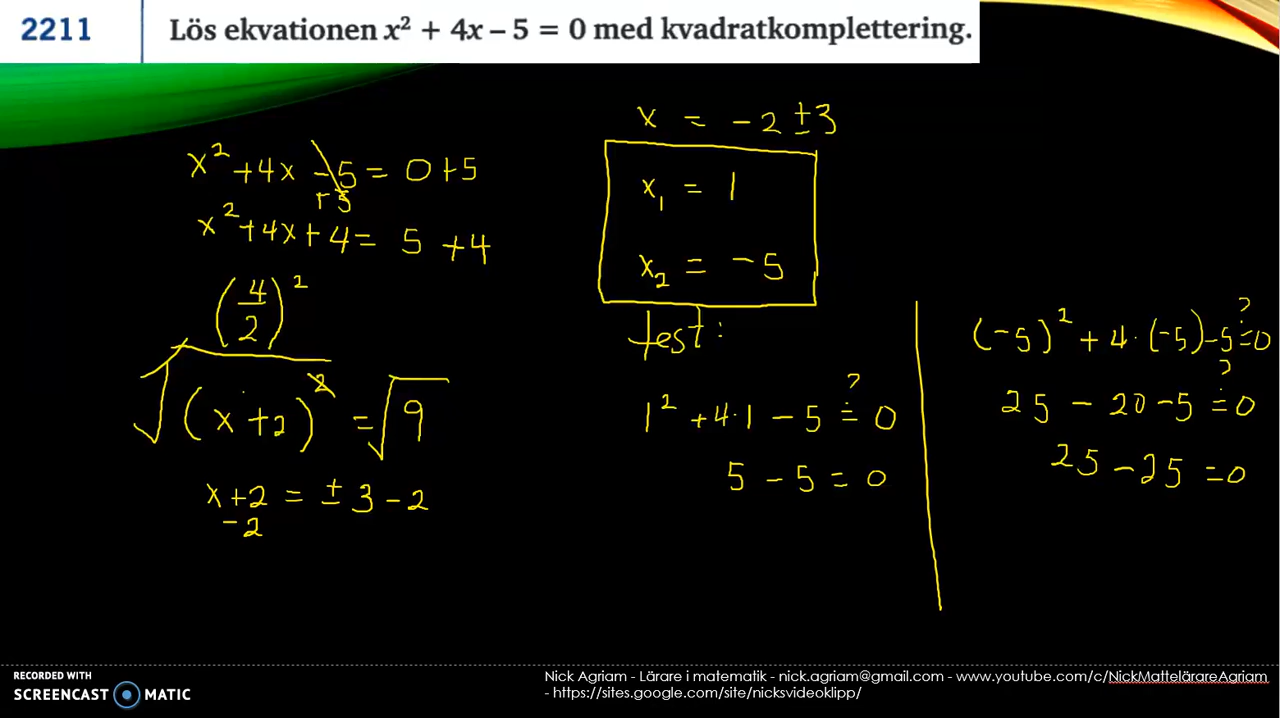 2211 Lös ekvationen x² + 4x – 5 = 0 med kvadratkomplettering.
x² + 4x - 5 = 0 + 5
+ 5
x² + 4x + 4 = 5 + 4
(4/2)²
√(x + 2)² = √9
x + 2 = ± 3 - 2
- 2
x = - 2 ± 3
x₁ = 1
x₂ = - 5
test:
1² + 4·1 - 5 ≟ 0
5 - 5 = 0
(-5)² + 4·(-5) - 5 ≟ 0
25 - 20 - 5 ≟ 0
25 - 25 = 0
RECORDED WITH
SCREENCAST MATIC
Nick Agriam - Lärare i matematik - nick.agriam@gmail.com - www.youtube.com/c/NickMattelärareAgriam
- https://sites.google.com/site/nicksvideoklipp/